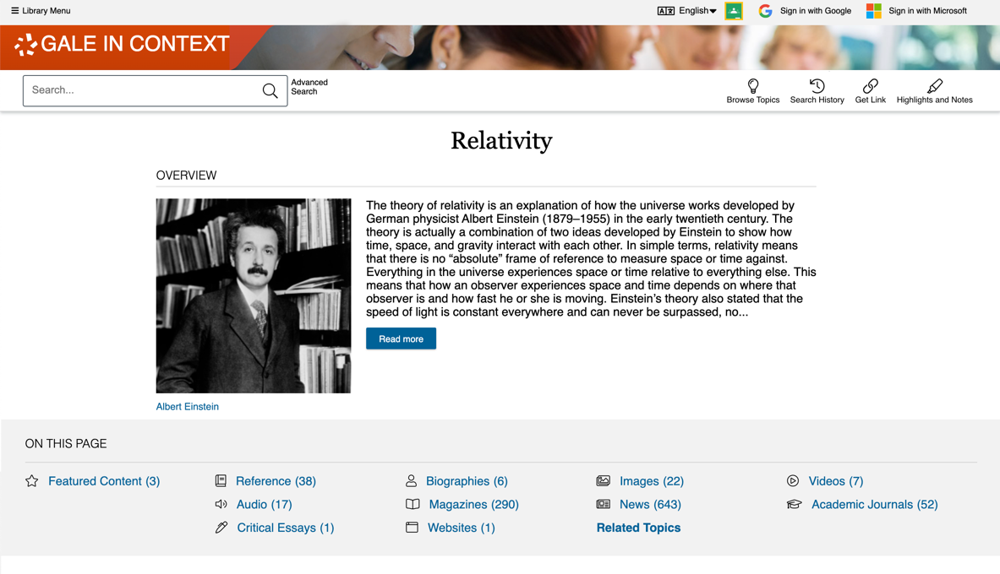 Library Menu
English
Sign in with Google
Sign in with Microsoft
GALE IN CONTEXT
Search...
Advanced
Search
Browse Topics
Search History
Get Link
Highlights and Notes
Relativity
OVERVIEW
The theory of relativity is an explanation of how the universe works developed by
German physicist Albert Einstein (1879–1955) in the early twentieth century. The
theory is actually a combination of two ideas developed by Einstein to show how
time, space, and gravity interact with each other. In simple terms, relativity means
that there is no “absolute” frame of reference to measure space or time against.
Everything in the universe experiences space or time relative to everything else. This
means that how an observer experiences space and time depends on where that
observer is and how fast he or she is moving. Einstein’s theory also stated that the
speed of light is constant everywhere and can never be surpassed, no...
Read more
Albert Einstein
ON THIS PAGE
Featured Content (3)
Reference (38)
Biographies (6)
Images (22)
Videos (7)
Audio (17)
Magazines (290)
News (643)
Academic Journals (52)
Critical Essays (1)
Websites (1)
Related Topics